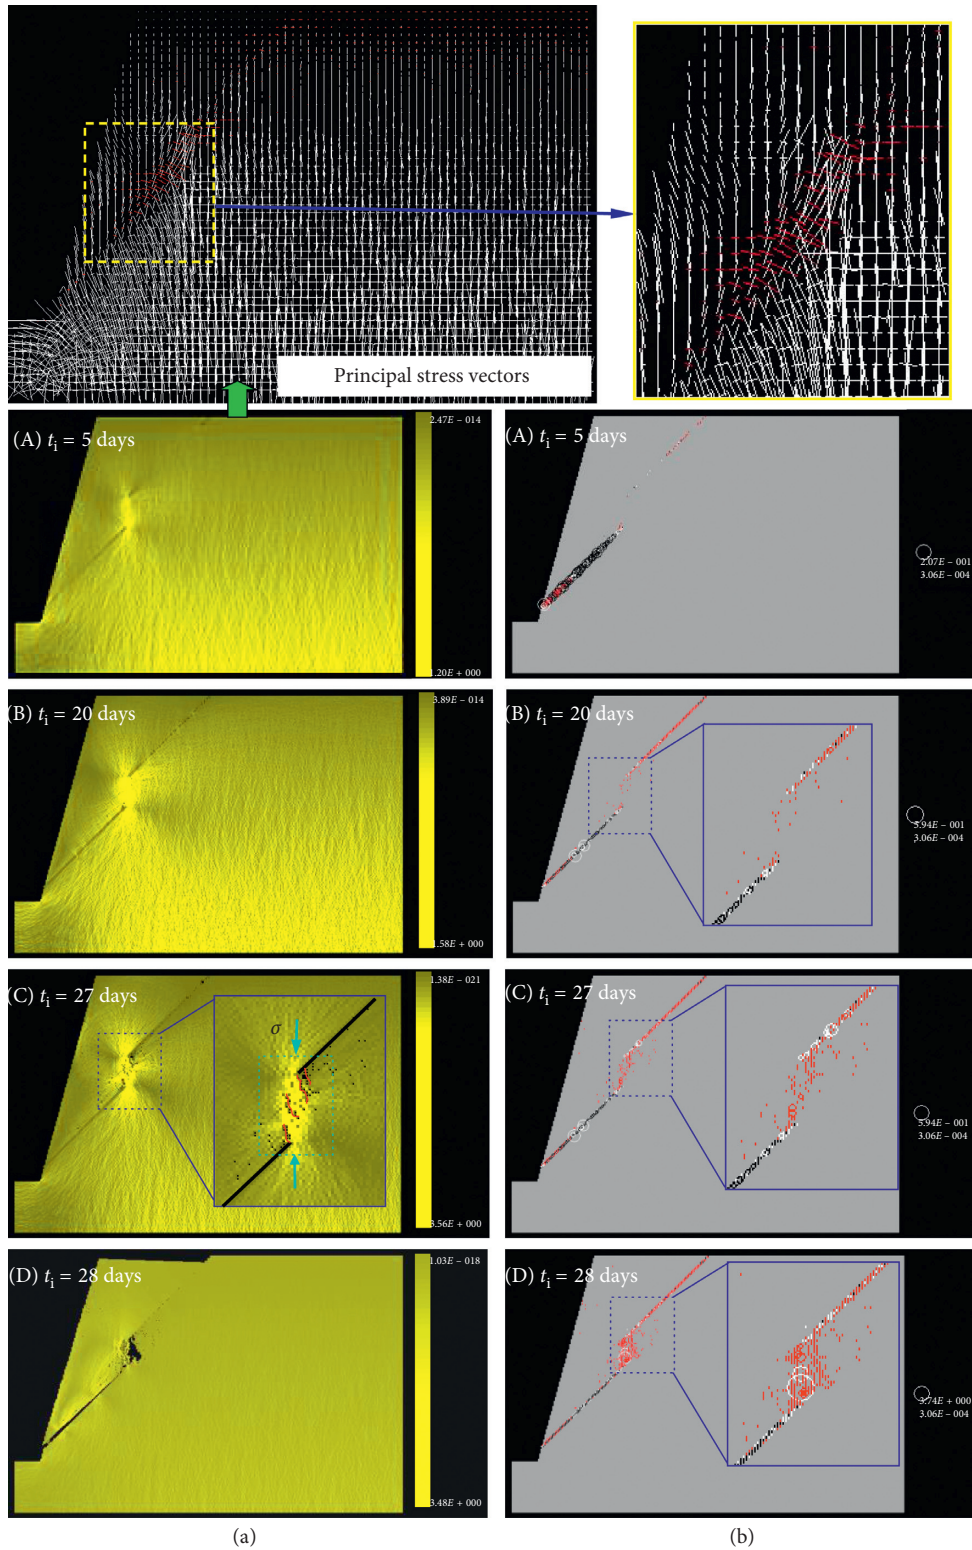 Principal stress vectors
(A) tᵢ = 5 days
2.47E − 014
1.20E + 000
(A) tᵢ = 5 days
2.07E − 001
3.06E − 004
(B) tᵢ = 20 days
3.89E − 014
1.58E + 000
(B) tᵢ = 20 days
5.94E − 001
3.06E − 004
(C) tᵢ = 27 days
σ
1.38E − 021
3.56E + 000
(C) tᵢ = 27 days
5.94E − 001
3.06E − 004
(D) tᵢ = 28 days
1.03E − 018
3.48E + 000
(D) tᵢ = 28 days
3.74E + 000
3.06E − 004
(a)
(b)